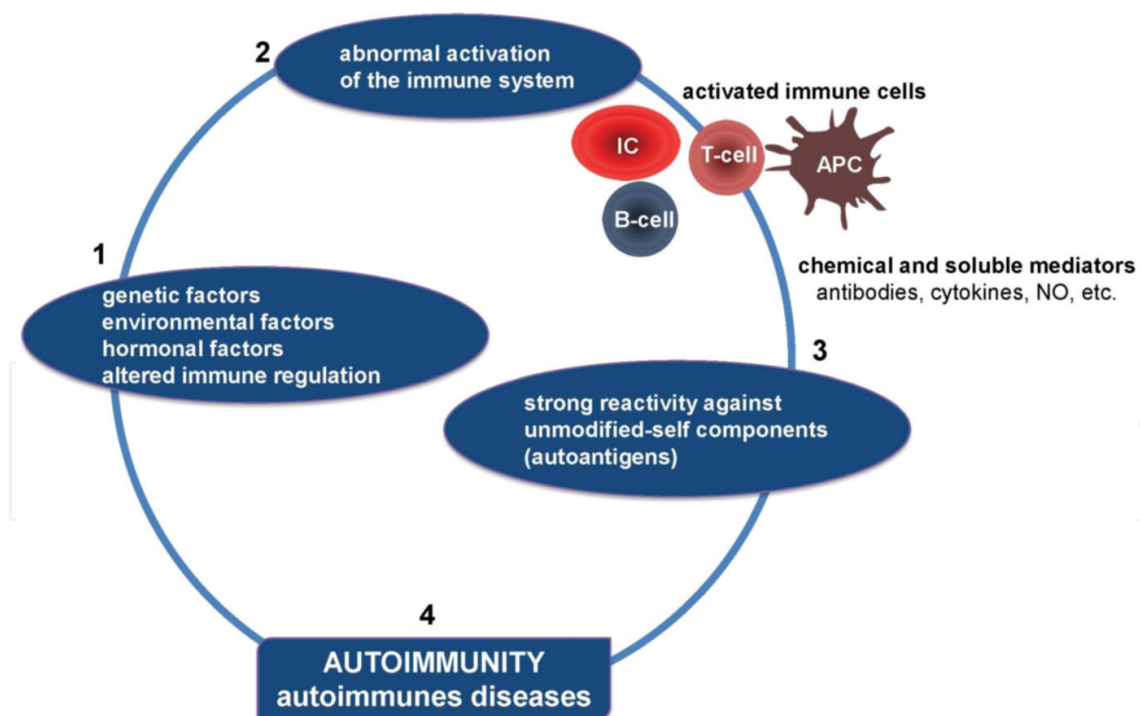 2
abnormal activation
of the immune system
activated immune cells
IC
T-cell
APC
B-cell
1
genetic factors
environmental factors
hormonal factors
altered immune regulation
chemical and soluble mediators
antibodies, cytokines, NO, etc.
3
strong reactivity against
unmodified-self components
(autoantigens)
4
AUTOIMMUNITY
autoimmunes diseases